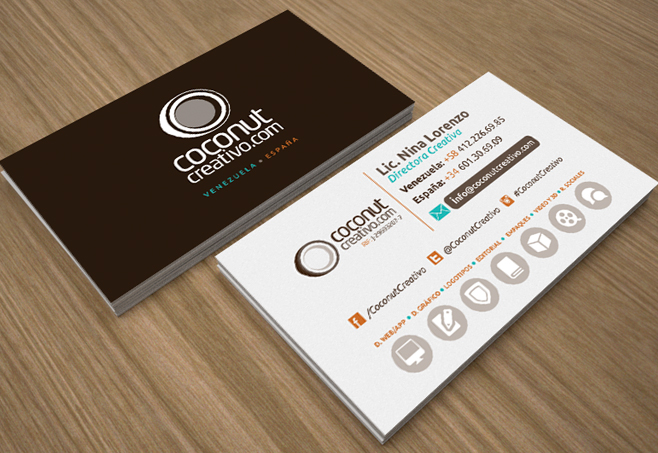 coconut
creativo.com
VENEZUELA + ESPAÑA
Lic. Nina Lorenzo
Directora Creativa
Venezuela: +58 412.226.69.85
España: +34 601.30.69.09
info@coconutcreativo.com
coconut
creativo.com
/CoconutCreativo
@CoconutCreativo
#CoconutCreativo
D. WEB/APP • D. GRÁFICO • LOGOTIPOS • EDITORIAL • EMPAQUES • VIDEO Y 3D • R. SOCIALES